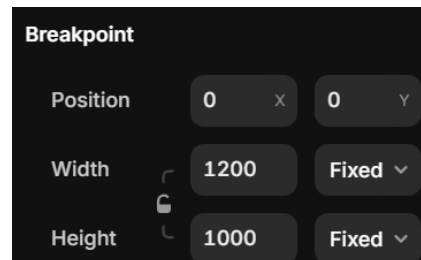 Breakpoint
Position 0 X 0 Y
Width 1200 Fixed
Height 1000 Fixed